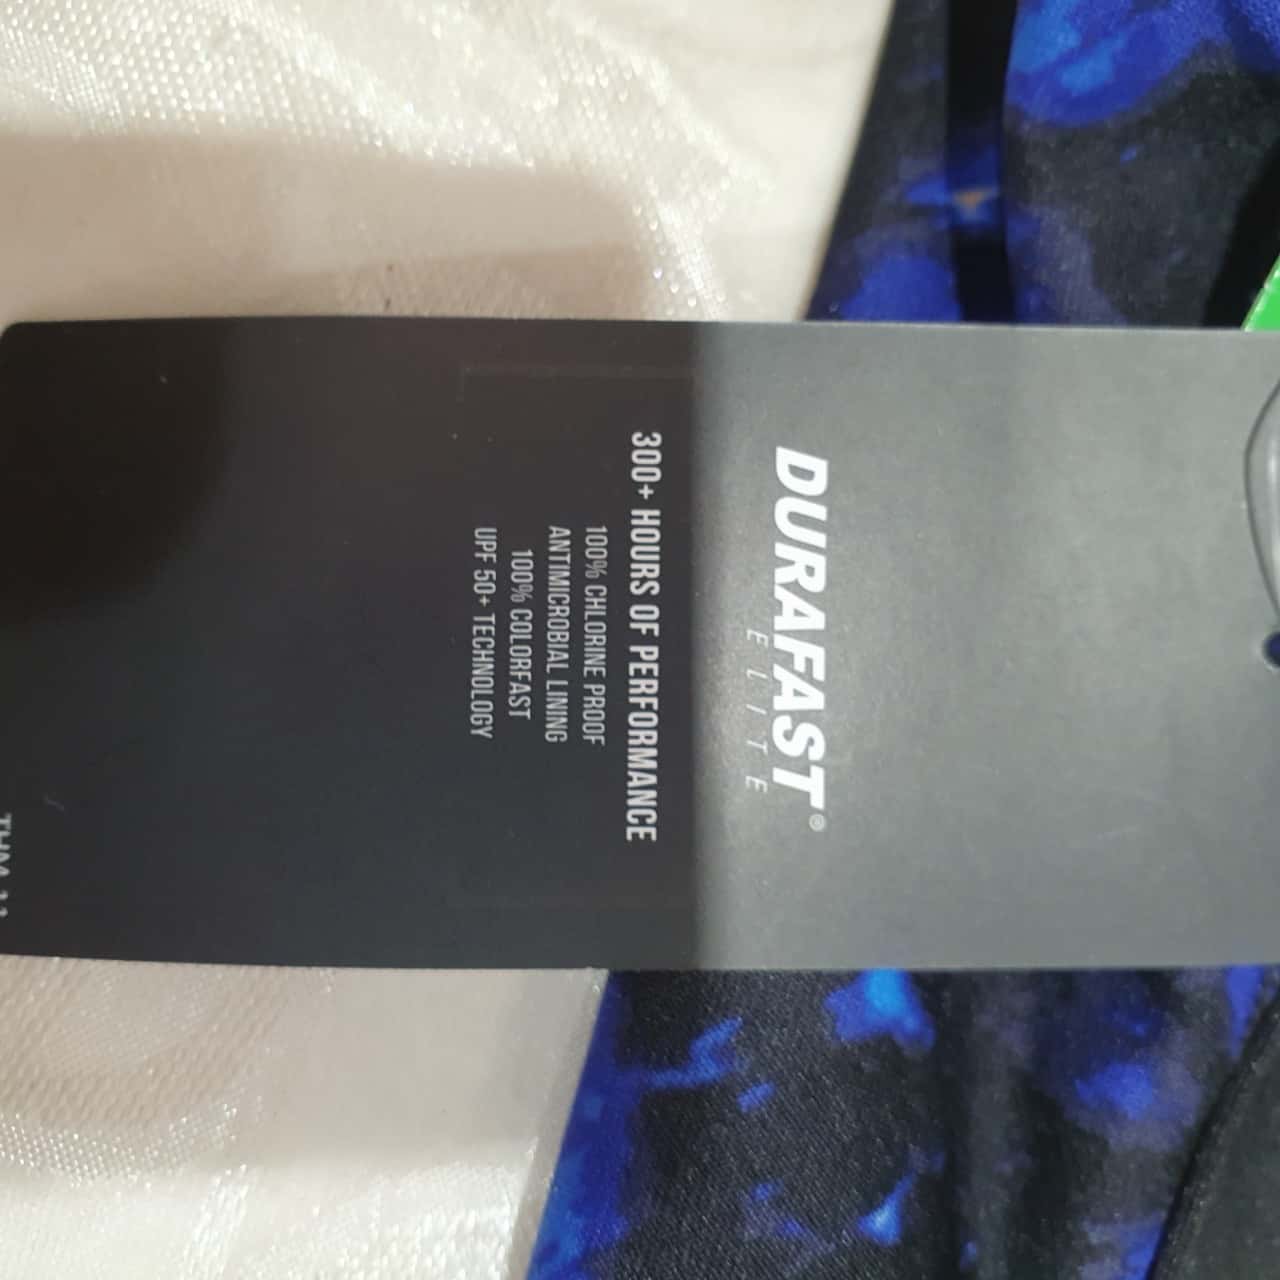 DURAFAST®
ELITE
300+ HOURS OF PERFORMANCE
100% CHLORINE PROOF
ANTIMICROBIAL LINING
100% COLORFAST
UPF 50+ TECHNOLOGY